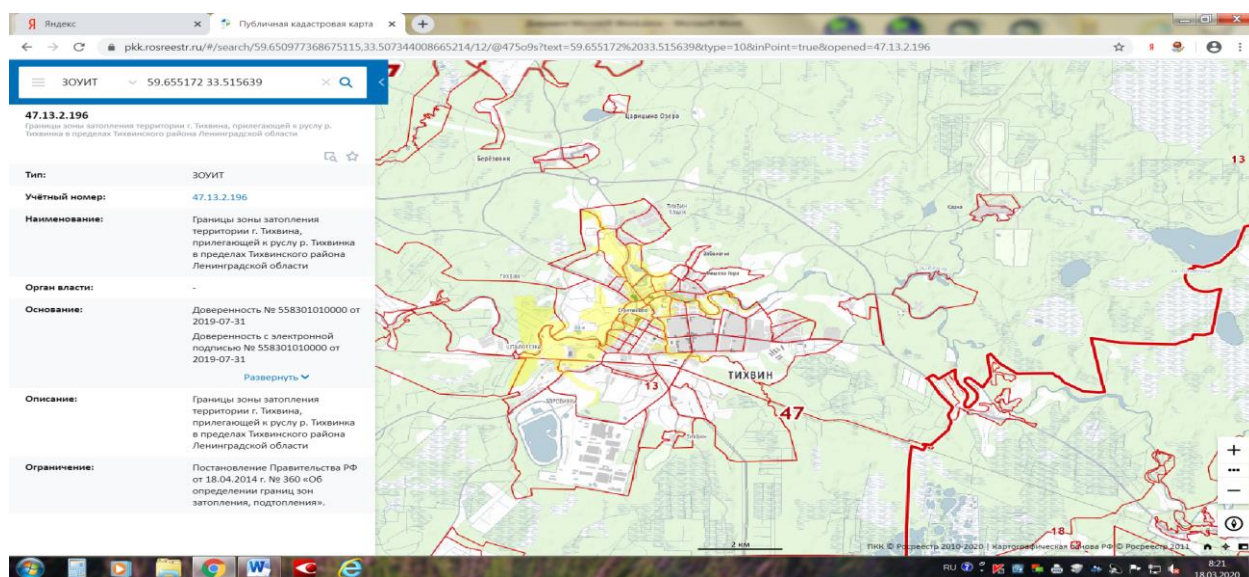 Яндекс
Публичная кадастровая карта
pkk.rosreestr.ru/#/search/59.650977368675115,33.507344008665214/12/@475o9s?text=59.655172%2033.515639&type=10&inPoint=true&opened=47.13.2.196
ЗОУИТ 59.655172 33.515639
47.13.2.196
Границы зоны затопления территории г. Тихвина, прилегающей к руслу р.
Тихвинка в пределах Тихвинского района Ленинградской области
Тип: ЗОУИТ
Учётный номер: 47.13.2.196
Наименование: Границы зоны затопления
территории г. Тихвина,
прилегающей к руслу р. Тихвинка
в пределах Тихвинского района
Ленинградской области
Орган власти: -
Основание: Доверенность № 558301010000 от
2019-07-31
Доверенность с электронной
подписью № 558301010000 от
2019-07-31
Развернуть
Описание: Границы зоны затопления
территории г. Тихвина,
прилегающей к руслу р. Тихвинка
в пределах Тихвинского района
Ленинградской области
Ограничение: Постановление Правительства РФ
от 18.04.2014 г. № 360 «Об
определении границ зон
затопления, подтопления».
47
Царицыно Озеро
Берёзовик
13
ТИХВИН
13
47
18
2 км
ПКК © Росреестр 2010-2020 | Картографическая основа РФ © Росреестр 2011
RU
8:21
18.03.2020